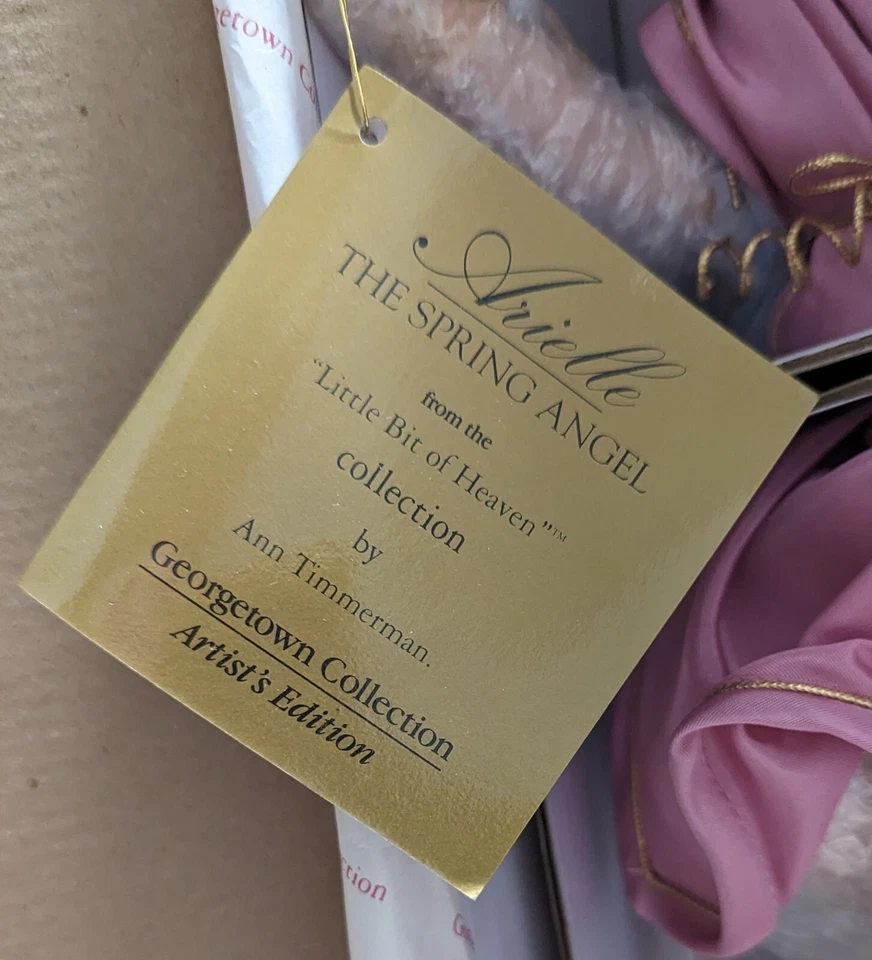 Arielle
THE SPRING ANGEL
from the
"Little Bit of Heaven"™
collection
by
Ann Timmerman.
Georgetown Collection
Artist's Edition